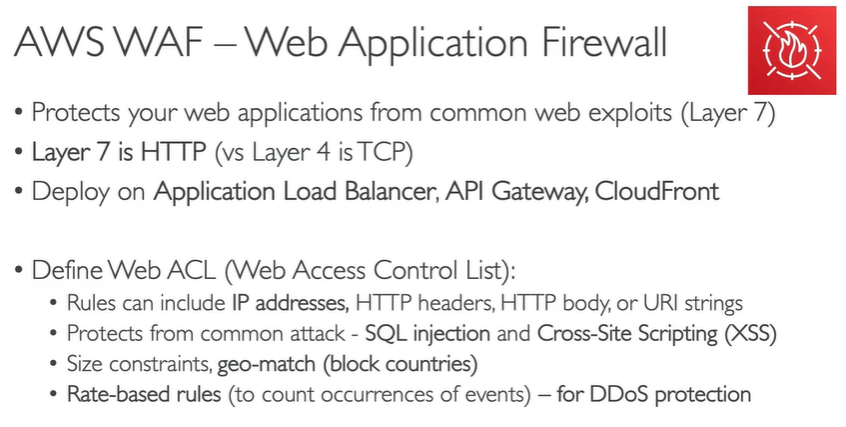 AWS WAF – Web Application Firewall
• Protects your web applications from common web exploits (Layer 7)
• Layer 7 is HTTP (vs Layer 4 is TCP)
• Deploy on Application Load Balancer, API Gateway, CloudFront
• Define Web ACL (Web Access Control List):
• Rules can include IP addresses, HTTP headers, HTTP body, or URI strings
• Protects from common attack - SQL injection and Cross-Site Scripting (XSS)
• Size constraints, geo-match (block countries)
• Rate-based rules (to count occurrences of events) – for DDoS protection